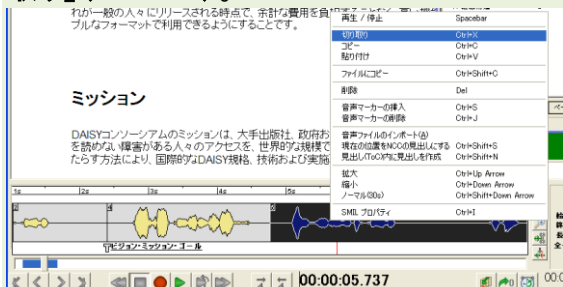 れが一般の人々にリリースされる時点で、余計な費用を負
プルなフォーマットで利用できるようにすることです。
再生 / 停止 Spacebar
切り取り Ctrl+X
コピー Ctrl+C
貼り付け Ctrl+V
ファイルにコピー Ctrl+Shift+C
削除 Del
音声マーカーの挿入 Ctrl+S
音声マーカーの削除 Ctrl+J
音声ファイルのインポート(A)
現在の位置をNCCの見出しにする Ctrl+Shift+S
見出し(ToC)内に見出しを作成 Ctrl+Shift+N
拡大 Ctrl+Up Arrow
縮小 Ctrl+Down Arrow
ノーマル(30s) Ctrl+Shift+Down Arrow
SMIL プロパティ Ctrl+I
ミッション
DAISYコンソーシアムのミッションは、大手出版社、政府お
を読めない障害がある人々のアクセスを、世界的な規模で
たらす方法により、国際的なDAISY規格、技術および実施
1s 2s 3s 4s 5s
ビジョン・ミッション・ゴール
00:00:05.737